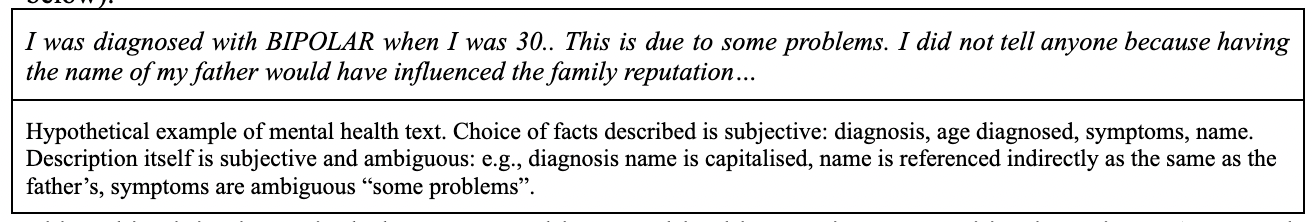 below).
I was diagnosed with BIPOLAR when I was 30.. This is due to some problems. I did not tell anyone because having
the name of my father would have influenced the family reputation…
Hypothetical example of mental health text. Choice of facts described is subjective: diagnosis, age diagnosed, symptoms, name.
Description itself is subjective and ambiguous: e.g., diagnosis name is capitalised, name is referenced indirectly as the same as the
father’s, symptoms are ambiguous “some problems”.